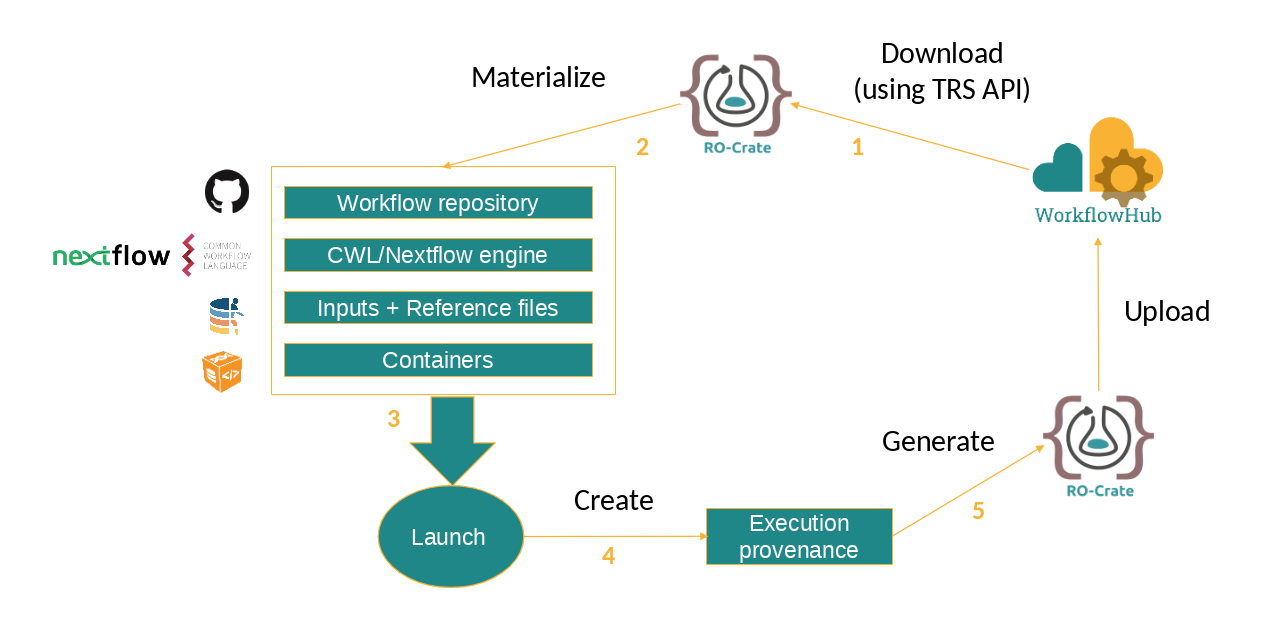 Download
(using TRS API)
Materialize
RO-Crate
1
2
WorkflowHub
Workflow repository
nextflow
COMMON
WORKFLOW
LANGUAGE
CWL/Nextflow engine
Inputs + Reference files
Containers
Upload
3
Generate
RO-Crate
Create
Launch
4
Execution
provenance
5